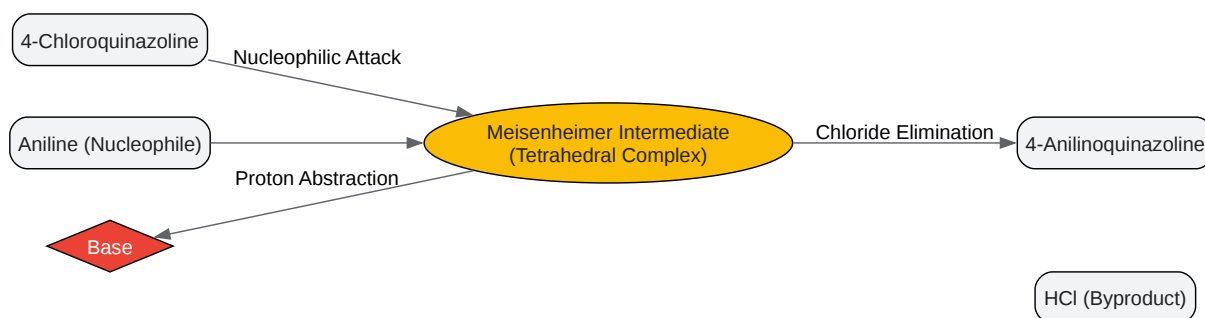 4-Chloroquinazoline
Nucleophilic Attack
Aniline (Nucleophile)
Meisenheimer Intermediate
(Tetrahedral Complex)
Chloride Elimination
4-Anilinoquinazoline
Proton Abstraction
Base
HCl (Byproduct)